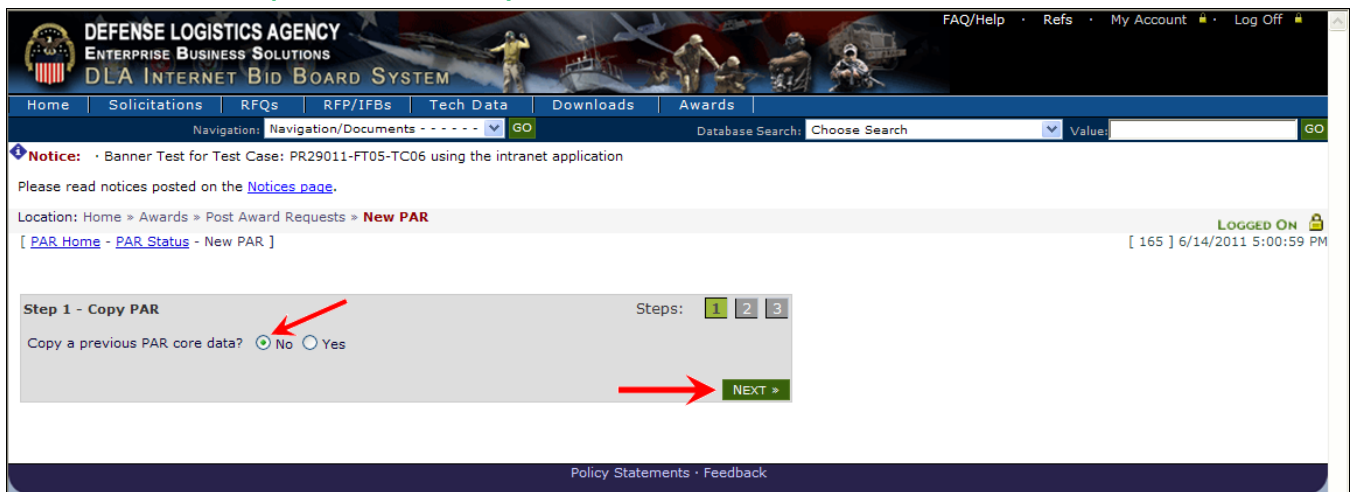 DEFENSE LOGISTICS AGENCY
ENTERPRISE BUSINESS SOLUTIONS
DLA INTERNET BID BOARD SYSTEM
FAQ/Help · Refs · My Account · Log Off
Home Solicitations RFQs RFP/IFBs Tech Data Downloads Awards
Navigation: Navigation/Documents - - - - - - GO Database Search: Choose Search Value: GO
Notice: · Banner Test for Test Case: PR29011-FT05-TC06 using the intranet application
Please read notices posted on the Notices page.
Location: Home » Awards » Post Award Requests » New PAR
LOGGED ON
[ PAR Home - PAR Status - New PAR ] [ 165 ] 6/14/2011 5:00:59 PM
Step 1 - Copy PAR Steps: 1 2 3
Copy a previous PAR core data? No Yes
NEXT »
Policy Statements · Feedback